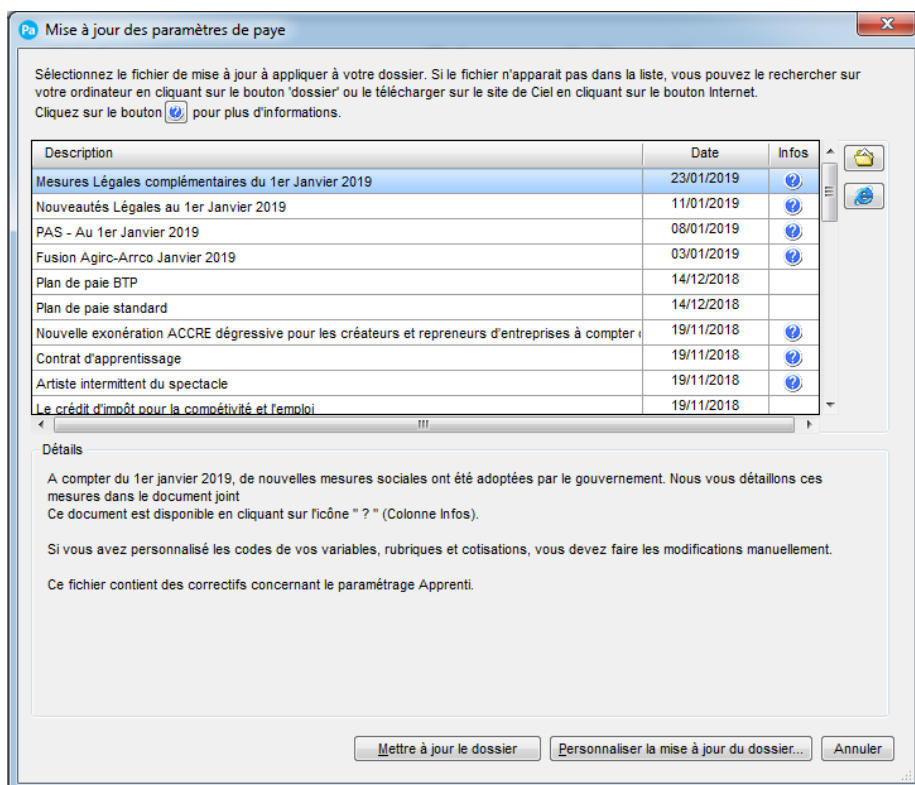 Pa Mise à jour des paramètres de paye
Sélectionnez le fichier de mise à jour à appliquer à votre dossier. Si le fichier n'apparait pas dans la liste, vous pouvez le rechercher sur
votre ordinateur en cliquant sur le bouton 'dossier' ou le télécharger sur le site de Ciel en cliquant sur le bouton Internet.
Cliquez sur le bouton ? pour plus d'informations.
Description Date Infos
Mesures Légales complémentaires du 1er Janvier 2019 23/01/2019 ?
Nouveautés Légales au 1er Janvier 2019 11/01/2019 ?
PAS - Au 1er Janvier 2019 08/01/2019 ?
Fusion Agirc-Arrco Janvier 2019 03/01/2019 ?
Plan de paie BTP 14/12/2018
Plan de paie standard 14/12/2018
Nouvelle exonération ACCRE dégressive pour les créateurs et repreneurs d'entreprises à compter 19/11/2018 ?
Contrat d'apprentissage 19/11/2018 ?
Artiste intermittent du spectacle 19/11/2018 ?
Le crédit d'impôt pour la compétivité et l'emploi 19/11/2018
Détails
A compter du 1er janvier 2019, de nouvelles mesures sociales ont été adoptées par le gouvernement. Nous vous détaillons ces
mesures dans le document joint
Ce document est disponible en cliquant sur l'icône " ? " (Colonne Infos).
Si vous avez personnalisé les codes de vos variables, rubriques et cotisations, vous devez faire les modifications manuellement.
Ce fichier contient des correctifs concernant le paramétrage Apprenti.
Mettre à jour le dossier Personnaliser la mise à jour du dossier... Annuler